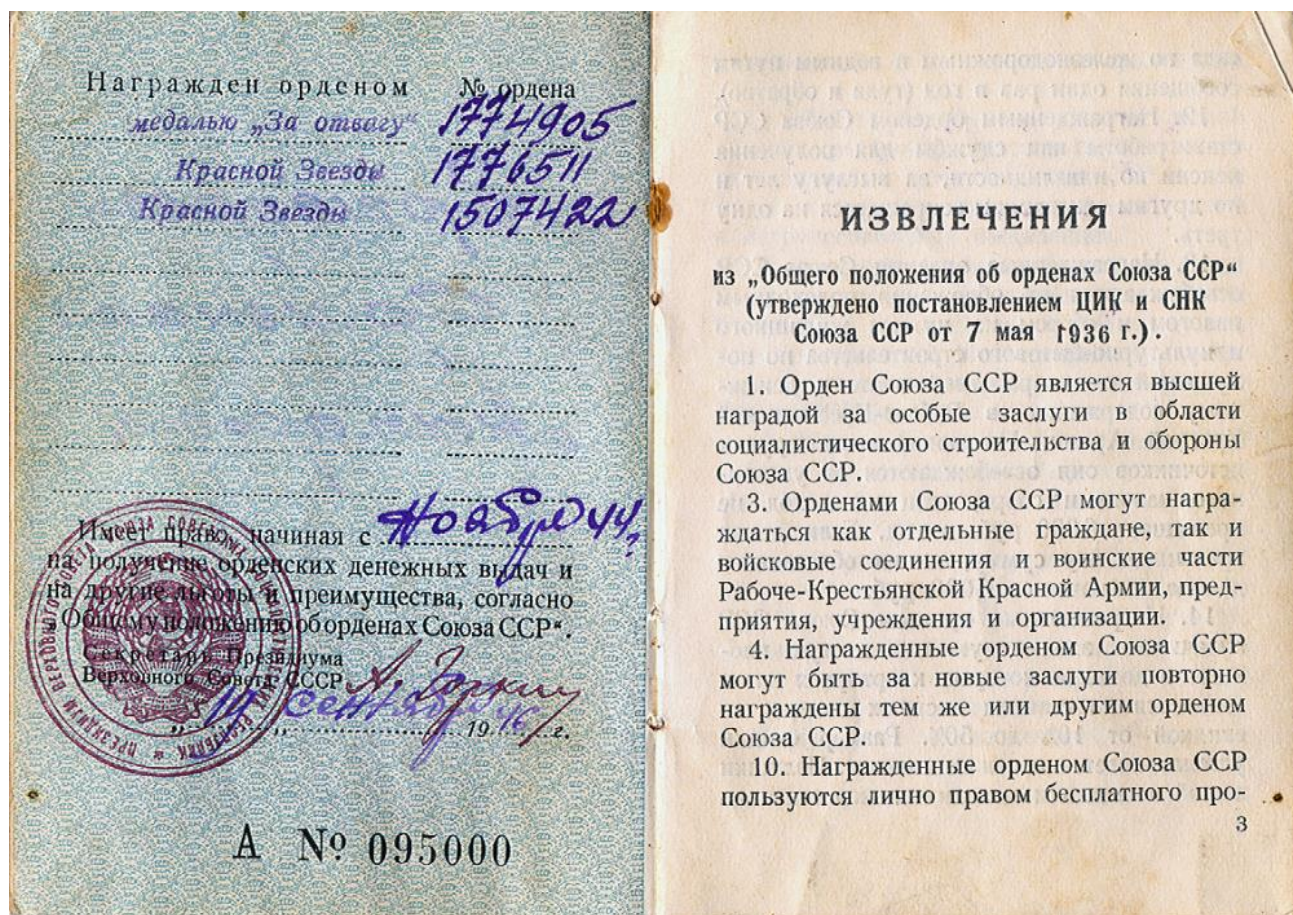 Награжден орденом № ордена
медалью „За отвагу“ 1774905
Красной Звезды 1776511
Красной Звезды 1507422
Имеет право, начиная с Ноября 44 г.
на получение орденских денежных выдач и
на другие льготы и преимущества, согласно
„Общему положению об орденах Союза ССР“.
Секретарь Президиума
Верховного Совета СССР А. Горкин
сентября 1946 г.
А № 095000
ИЗВЛЕЧЕНИЯ
из „Общего положения об орденах Союза ССР“
(утверждено постановлением ЦИК и СНК
Союза ССР от 7 мая 1936 г.).
1. Орден Союза ССР является высшей
наградой за особые заслуги в области
социалистического строительства и обороны
Союза ССР.
3. Орденами Союза ССР могут награ-
ждаться как отдельные граждане, так и
войсковые соединения и воинские части
Рабоче-Крестьянской Красной Армии, пред-
приятия, учреждения и организации.
4. Награжденные орденом Союза ССР
могут быть за новые заслуги повторно
награждены тем же или другим орденом
Союза ССР.
10. Награжденные орденом Союза ССР
пользуются лично правом бесплатного про-
3